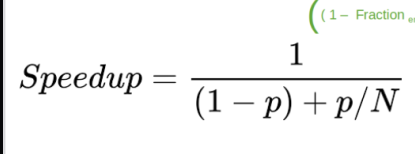 ( ( 1 – Fraction
Speedup = 1 / ((1 − p) + p/N)